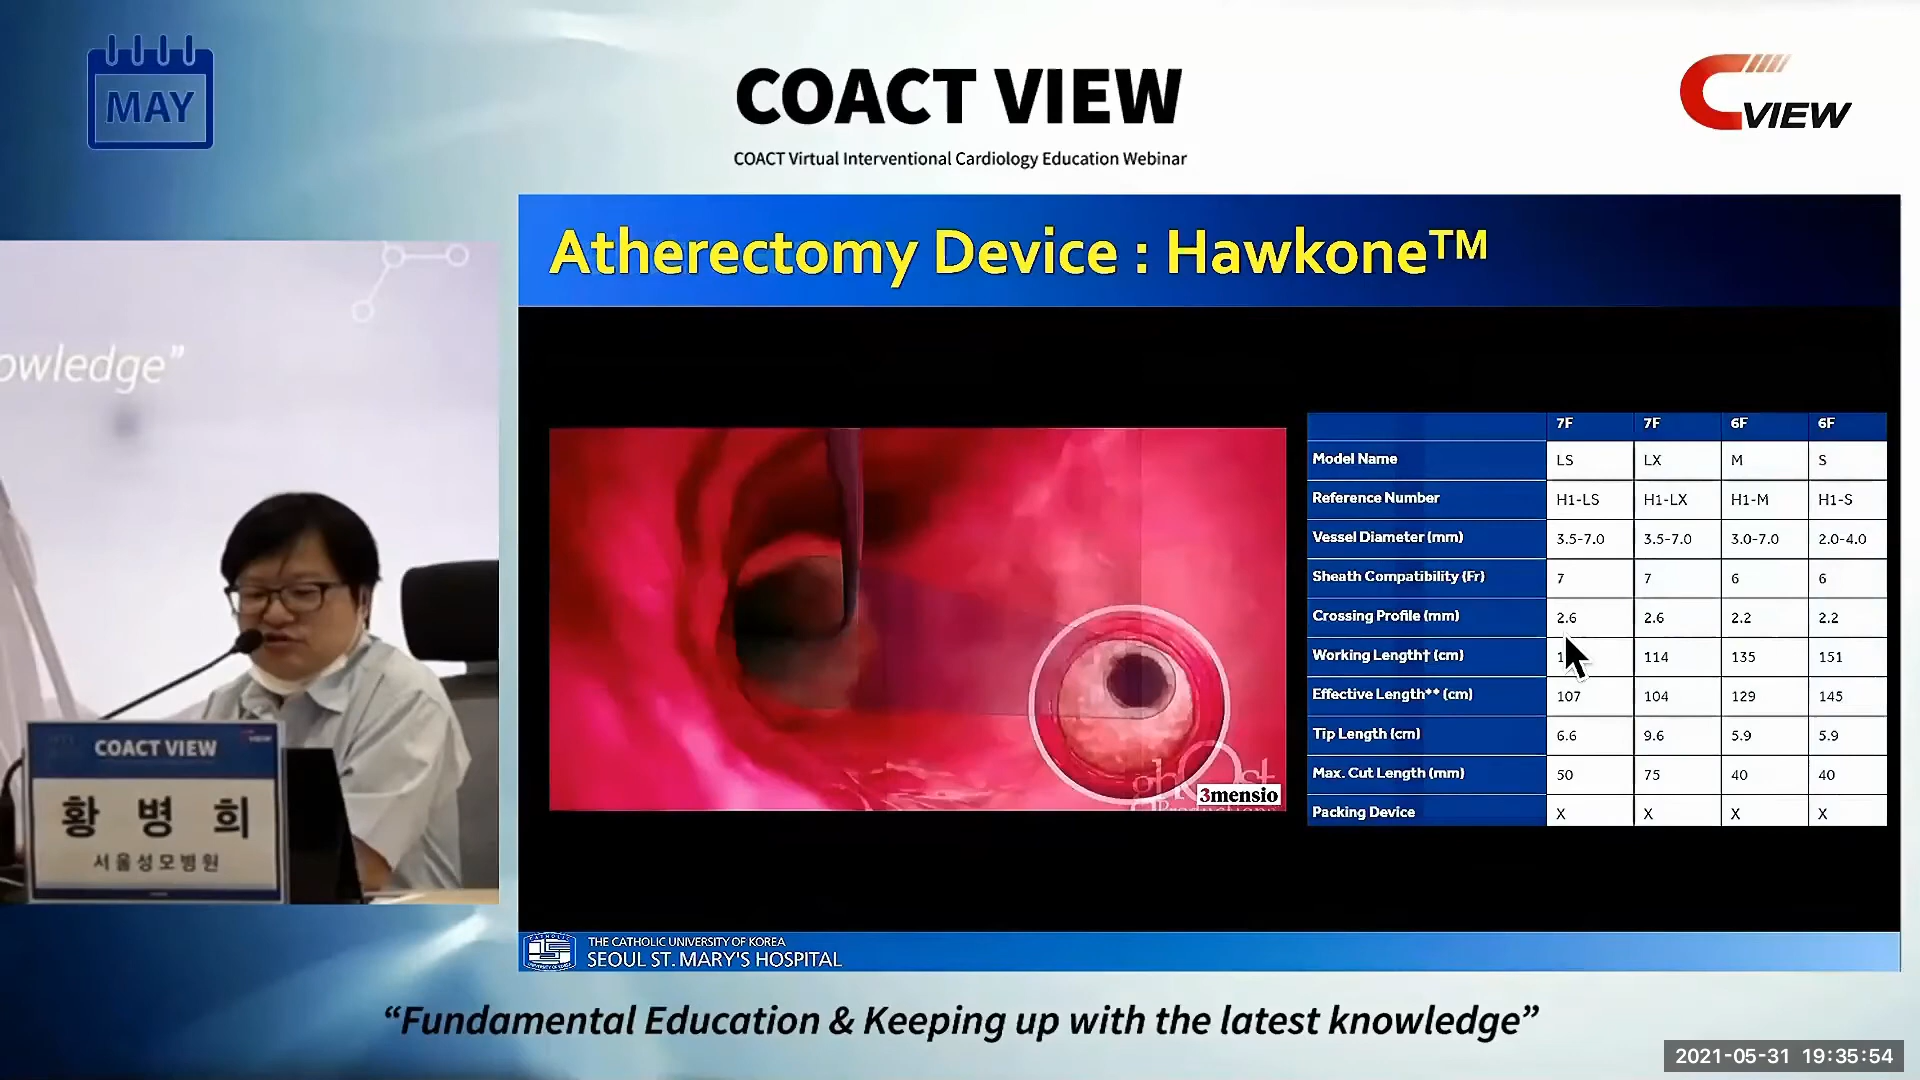 MAY
COACT VIEW
COACT Virtual Interventional Cardiology Education Webinar
CVIEW
owledge”
COACT VIEW
황 병 희
서울성모병원
Atherectomy Device : Hawkone™
7F 7F 6F 6F
Model Name LS LX M S
Reference Number H1-LS H1-LX H1-M H1-S
Vessel Diameter (mm) 3.5-7.0 3.5-7.0 3.0-7.0 2.0-4.0
Sheath Compatibility (Fr) 7 7 6 6
Crossing Profile (mm) 2.6 2.6 2.2 2.2
Working Length† (cm) 114 135 151
Effective Length** (cm) 107 104 129 145
Tip Length (cm) 6.6 9.6 5.9 5.9
Max. Cut Length (mm) 50 75 40 40
Packing Device X X X X
ghost
3mensio
THE CATHOLIC UNIVERSITY OF KOREA
SEOUL ST. MARY'S HOSPITAL
“Fundamental Education & Keeping up with the latest knowledge”
2021-05-31 19:35:54